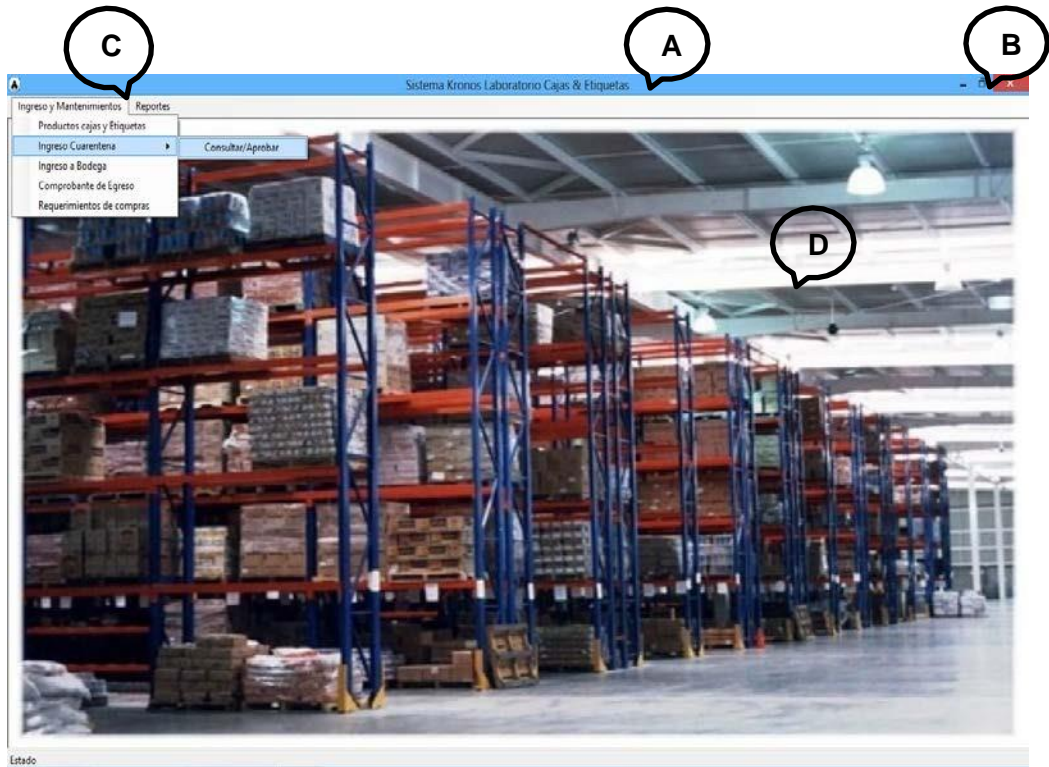 C
A
B
Sistema Kronos Laboratorio Cajas & Etiquetas
Ingreso y Mantenimientos Reportes
Productos cajas y Etiquetas
Ingreso Cuarentena Consultar/Aprobar
Ingreso a Bodega
Comprobante de Egreso
Requerimientos de compras
D
Estado